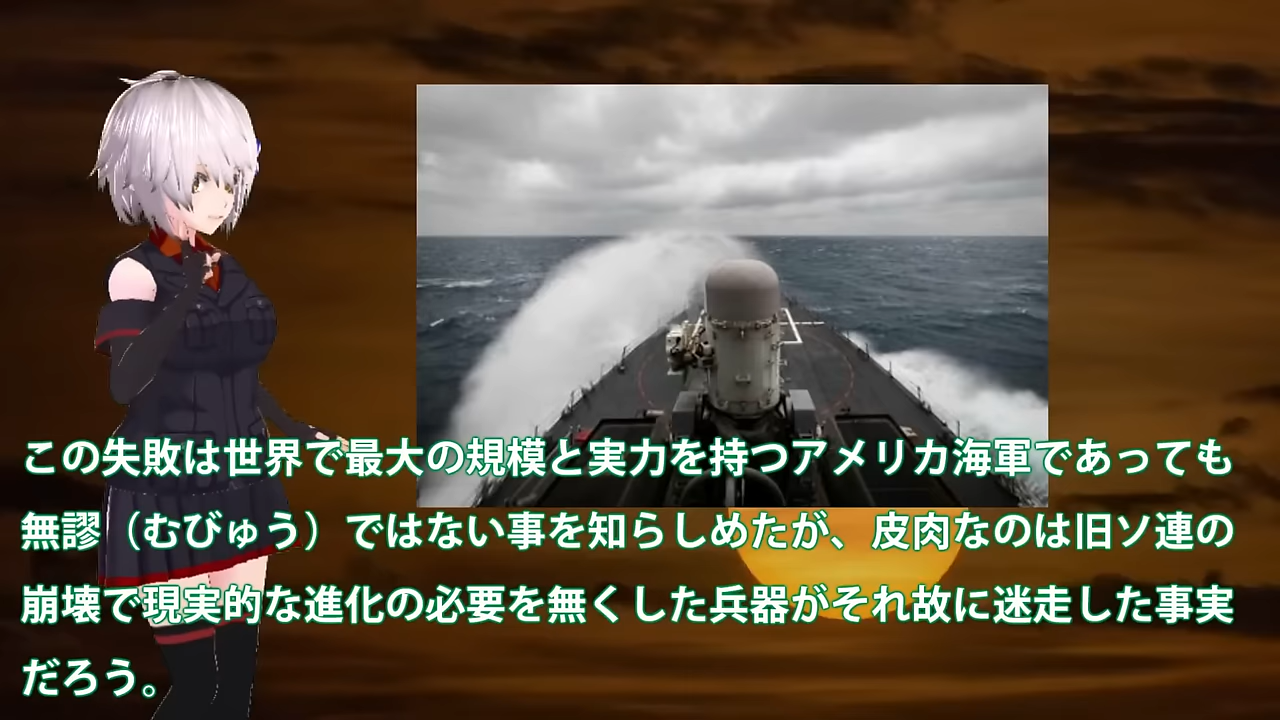 この失敗は世界で最大の規模と実力を持つアメリカ海軍であっても
無謬（むびゅう）ではない事を知らしめたが、皮肉なのは旧ソ連の
崩壊で現実的な進化の必要を無くした兵器がそれ故に迷走した事実
だろう。